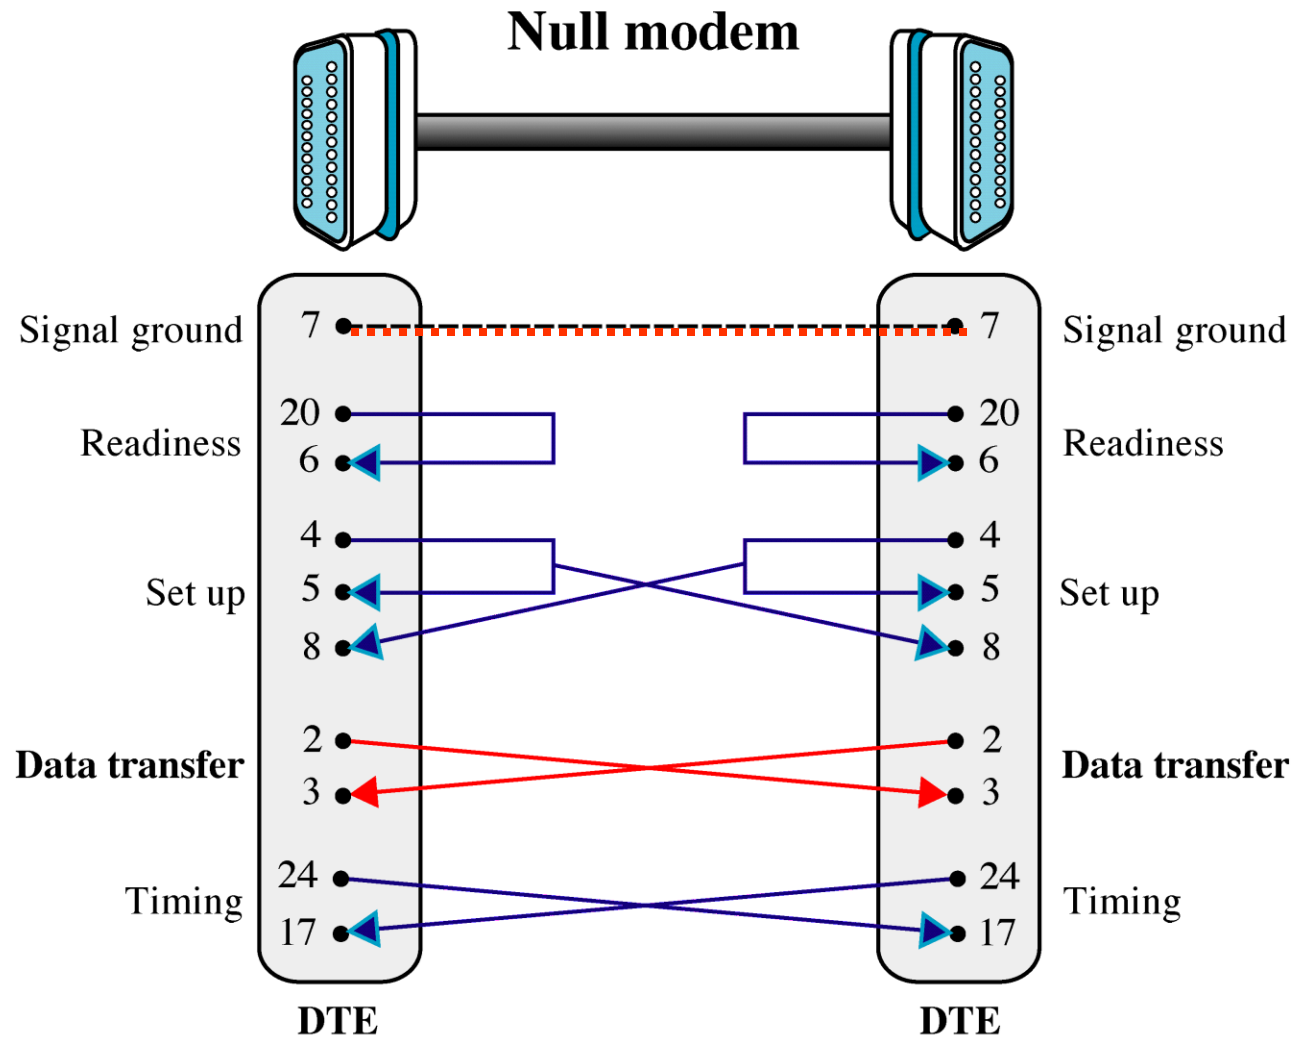 Null modem
Signal ground 7 7 Signal ground
20 20
Readiness Readiness
6 6
4 4
Set up 5 5 Set up
8 8
2 2
Data transfer Data transfer
3 3
24 24
Timing Timing
17 17
DTE DTE